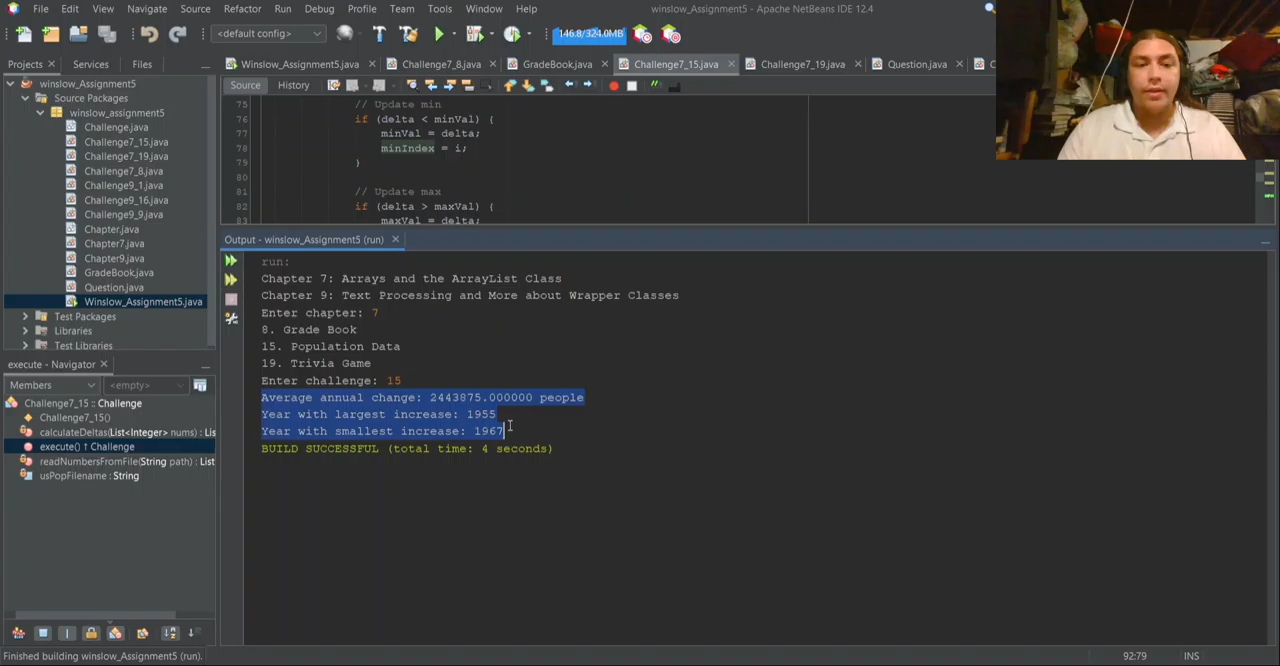 File Edit View Navigate Source Refactor Run Debug Profile Team Tools Window Help
winslow_Assignment5 - Apache NetBeans IDE 12.4
<default config>
146.8/324.0MB
Projects
Services
Files
Winslow_Assignment5.java
Challenge7_8.java
GradeBook.java
Challenge7_15.java
Challenge7_19.java
Question.java
Source
History
winslow_Assignment5
Source Packages
winslow_assignment5
Challenge.java
Challenge7_15.java
Challenge7_19.java
Challenge7_8.java
Challenge9_1.java
Challenge9_16.java
Challenge9_9.java
Chapter.java
Chapter7.java
Chapter9.java
GradeBook.java
Question.java
Winslow_Assignment5.java
Test Packages
Libraries
Test Libraries
75 // Update min
76 if (delta < minVal) {
77 minVal = delta;
78 minIndex = i;
79 }
80
81 // Update max
82 if (delta > maxVal) {
83 maxVal = delta;
execute - Navigator
Members
<empty>
Challenge7_15 :: Challenge
Challenge7_15()
calculateDeltas(List<Integer> nums) : Lis
execute() ↑ Challenge
readNumbersFromFile(String path) : List
usPopFilename : String
Output - winslow_Assignment5 (run)
run:
Chapter 7: Arrays and the ArrayList Class
Chapter 9: Text Processing and More about Wrapper Classes
Enter chapter: 7
8. Grade Book
15. Population Data
19. Trivia Game
Enter challenge: 15
Average annual change: 2443875.000000 people
Year with largest increase: 1955
Year with smallest increase: 1967
BUILD SUCCESSFUL (total time: 4 seconds)
Finished building winslow_Assignment5 (run).
92:79
INS